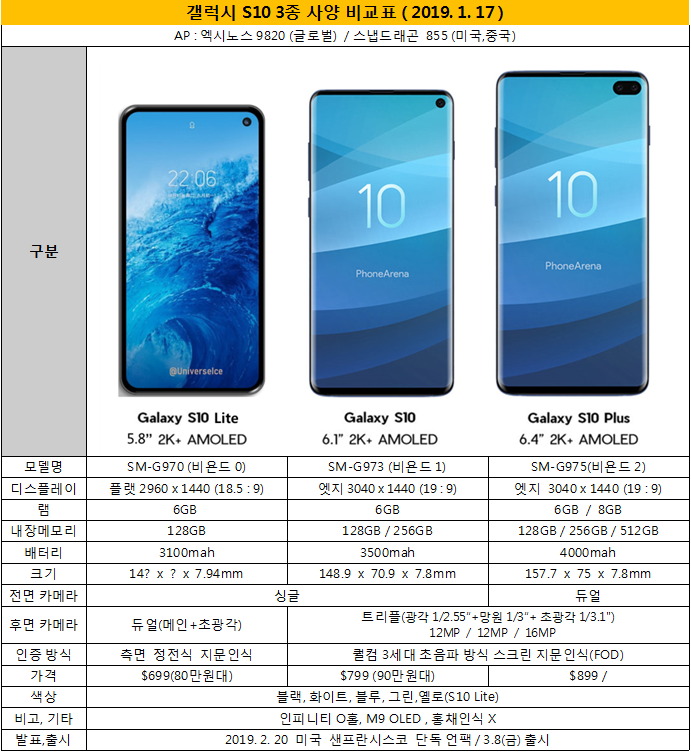 갤럭시 S10 3종 사양 비교표 ( 2019. 1. 17 )
AP : 엑시노스 9820 (글로벌) / 스냅드래곤 855 (미국,중국)
구분
22:06
@UniverseIce
10
PhoneArena
10
PhoneArena
Galaxy S10 Lite
5.8” 2K+ AMOLED
Galaxy S10
6.1” 2K+ AMOLED
Galaxy S10 Plus
6.4” 2K+ AMOLED
모델명 SM-G970 (비욘드 0) SM-G973 (비욘드 1) SM-G975(비욘드 2)
디스플레이 플랫 2960 x 1440 (18.5 : 9) 엣지 3040 x 1440 (19 : 9) 엣지 3040 x 1440 (19 : 9)
램 6GB 6GB 6GB / 8GB
내장메모리 128GB 128GB / 256GB 128GB / 256GB / 512GB
배터리 3100mah 3500mah 4000mah
크기 14? x ? x 7.94mm 148.9 x 70.9 x 7.8mm 157.7 x 75 x 7.8mm
전면 카메라 싱글 듀얼
후면 카메라 듀얼(메인+초광각) 트리플(광각 1/2.55"+망원 1/3"+ 초광각 1/3.1")
12MP / 12MP / 16MP
인증 방식 측면 정전식 지문인식 퀄컴 3세대 초음파 방식 스크린 지문인식(FOD)
가격 $699(80만원대) $799 (90만원대) $899 /
색상 블랙, 화이트, 블루, 그린,옐로(S10 Lite)
비고, 기타 인피니티 O홀, M9 OLED , 홍채인식 X
발표,출시 2019. 2. 20 미국 샌프란시스코 단독 언팩 / 3.8(금) 출시